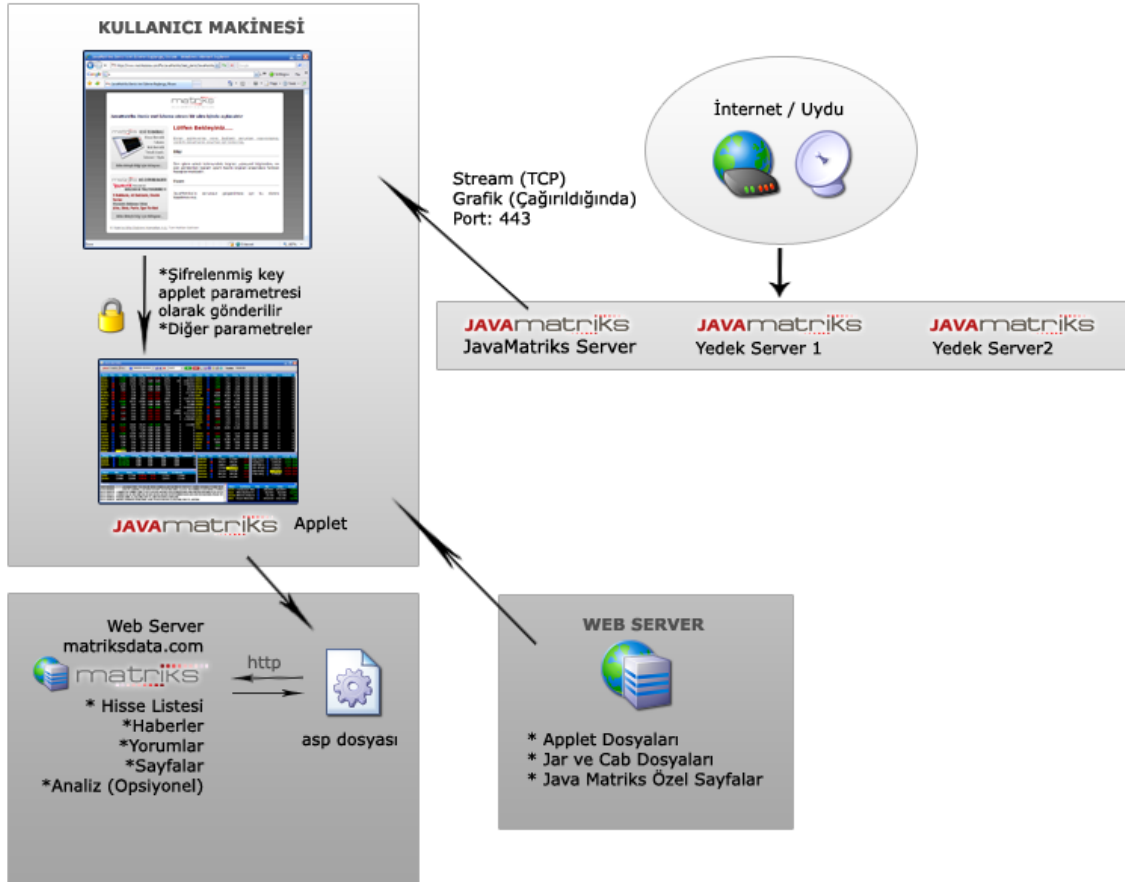 KULLANICI MAKİNESİ
matriks
Lütfen Bekleyiniz....
*Şifrelenmiş key
applet parametresi
olarak gönderilir
*Diğer parametreler
JAVAmatriks Applet
İnternet / Uydu
Stream (TCP)
Grafik (Çağırıldığında)
Port: 443
JAVAmatriks
JavaMatriks Server
JAVAmatriks
Yedek Server 1
JAVAmatriks
Yedek Server2
Web Server
matriksdata.com
matriks
* Hisse Listesi
*Haberler
*Yorumlar
*Sayfalar
*Analiz (Opsiyonel)
http
asp dosyası
WEB SERVER
* Applet Dosyaları
* Jar ve Cab Dosyaları
* Java Matriks Özel Sayfalar